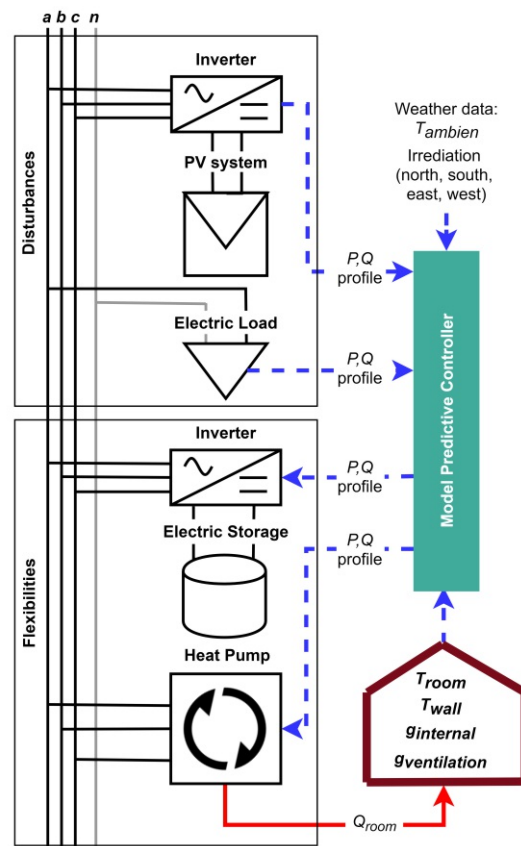 a b c n
Disturbances
Inverter
PV system
Electric Load
P,Q
profile
P,Q
profile
Weather data:
Tambien
Irrediation
(north, south,
east, west)
Model Predictive Controller
Flexibilities
Inverter
Electric Storage
Heat Pump
P,Q
profile
P,Q
profile
Troom
Twall
ginternal
gventilation
Qroom